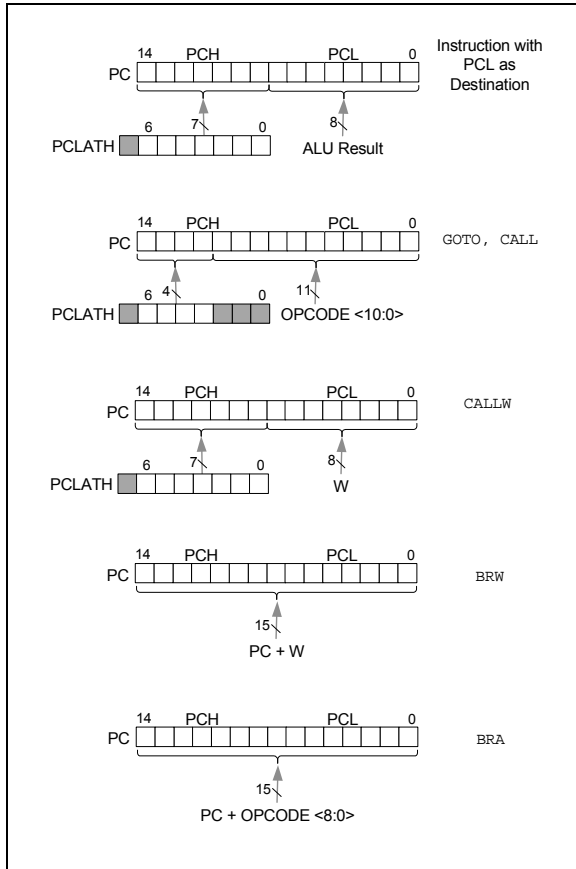 14 PCH PCL 0
PC
Instruction with
PCL as
Destination
6 7 0 8
PCLATH
ALU Result
14 PCH PCL 0
PC
GOTO, CALL
6 4 0 11
PCLATH
OPCODE <10:0>
14 PCH PCL 0
PC
CALLW
6 7 0 8
PCLATH
W
14 PCH PCL 0
PC
BRW
15
PC + W
14 PCH PCL 0
PC
BRA
15
PC + OPCODE <8:0>